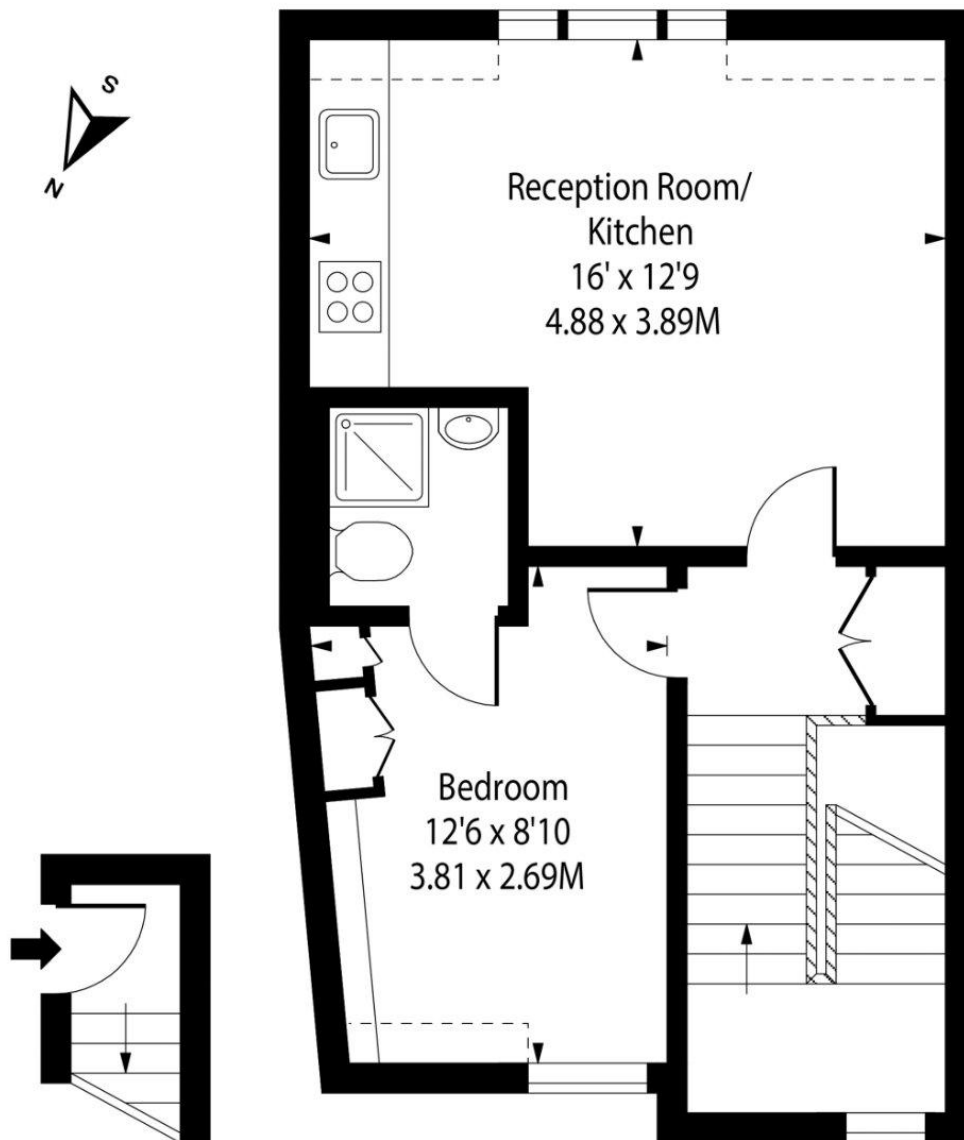 S
N
Reception Room/
Kitchen
16' x 12'9
4.88 x 3.89M
Bedroom
12'6 x 8'10
3.81 x 2.69M